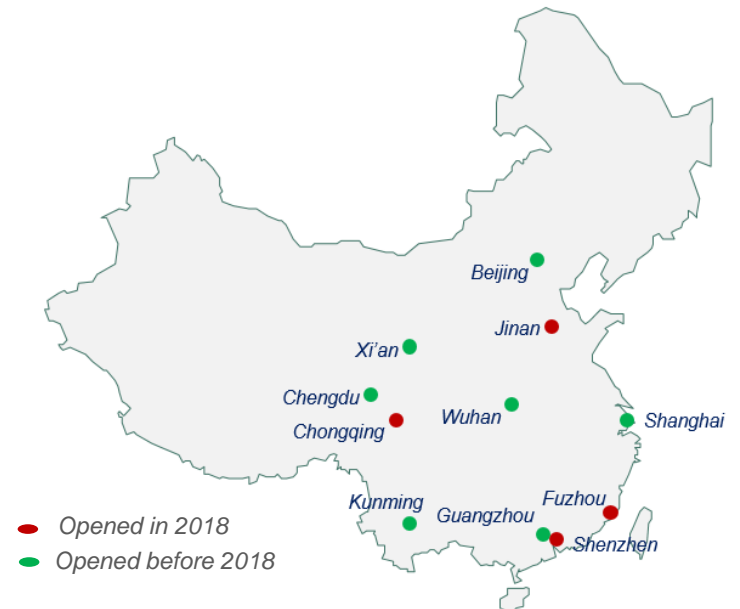 Beijing
Jinan
Xi'an
Chengdu
Chongqing
Wuhan
Shanghai
Kunming
Guangzhou
Fuzhou
Shenzhen
Opened in 2018
Opened before 2018